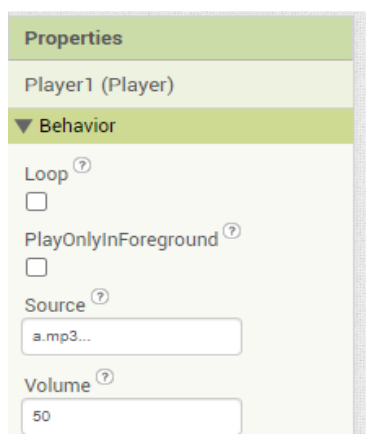 Properties
Player1 (Player)
Behavior
Loop ?
PlayOnlyInForeground ?
Source ?
a.mp3...
Volume ?
50